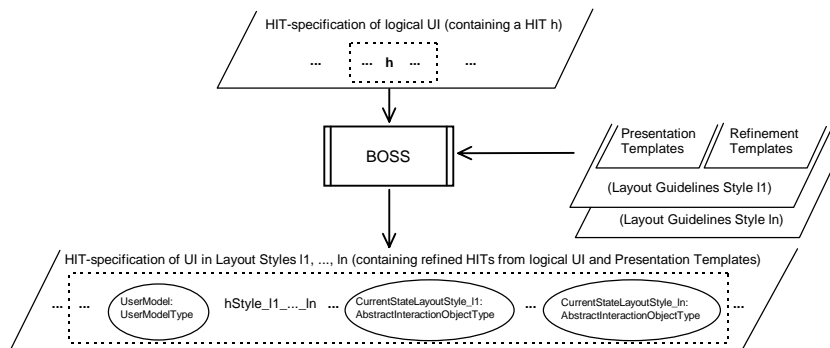 HIT-specification of logical UI (containing a HIT h)
... ... h ... ...
BOSS
Presentation Templates
Refinement Templates
(Layout Guidelines Style l1)
(Layout Guidelines Style ln)
HIT-specification of UI in Layout Styles l1, ..., ln (containing refined HITs from logical UI and Presentation Templates)
... ... UserModel: UserModelType hStyle_l1_..._ln ... CurrentStateLayoutStyle_l1: AbstractInteractionObjectType ... CurrentStateLayoutStyle_ln: AbstractInteractionObjectType ...